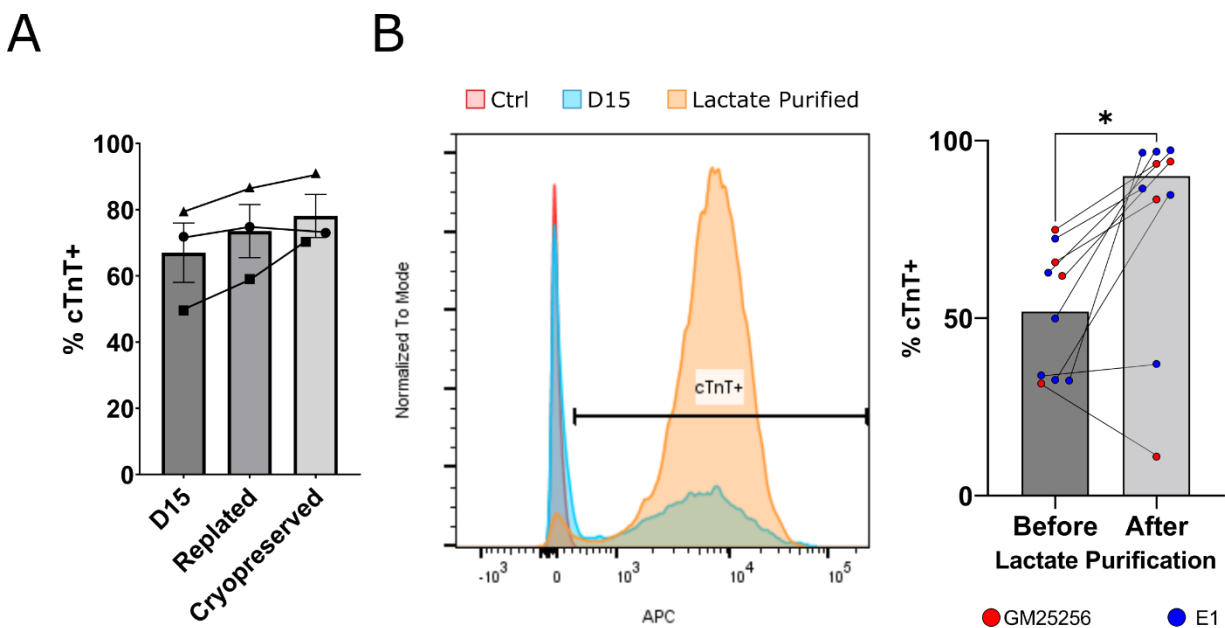 A
B
% cTnT+
100
80
60
40
20
0
D15
Replated
Cryopreserved
Ctrl D15 Lactate Purified
Normalized To Mode
cTnT+
-10³ 0 10³ 10⁴ 10⁵
APC
*
% cTnT+
100
50
0
Before After
Lactate Purification
GM25256 E1